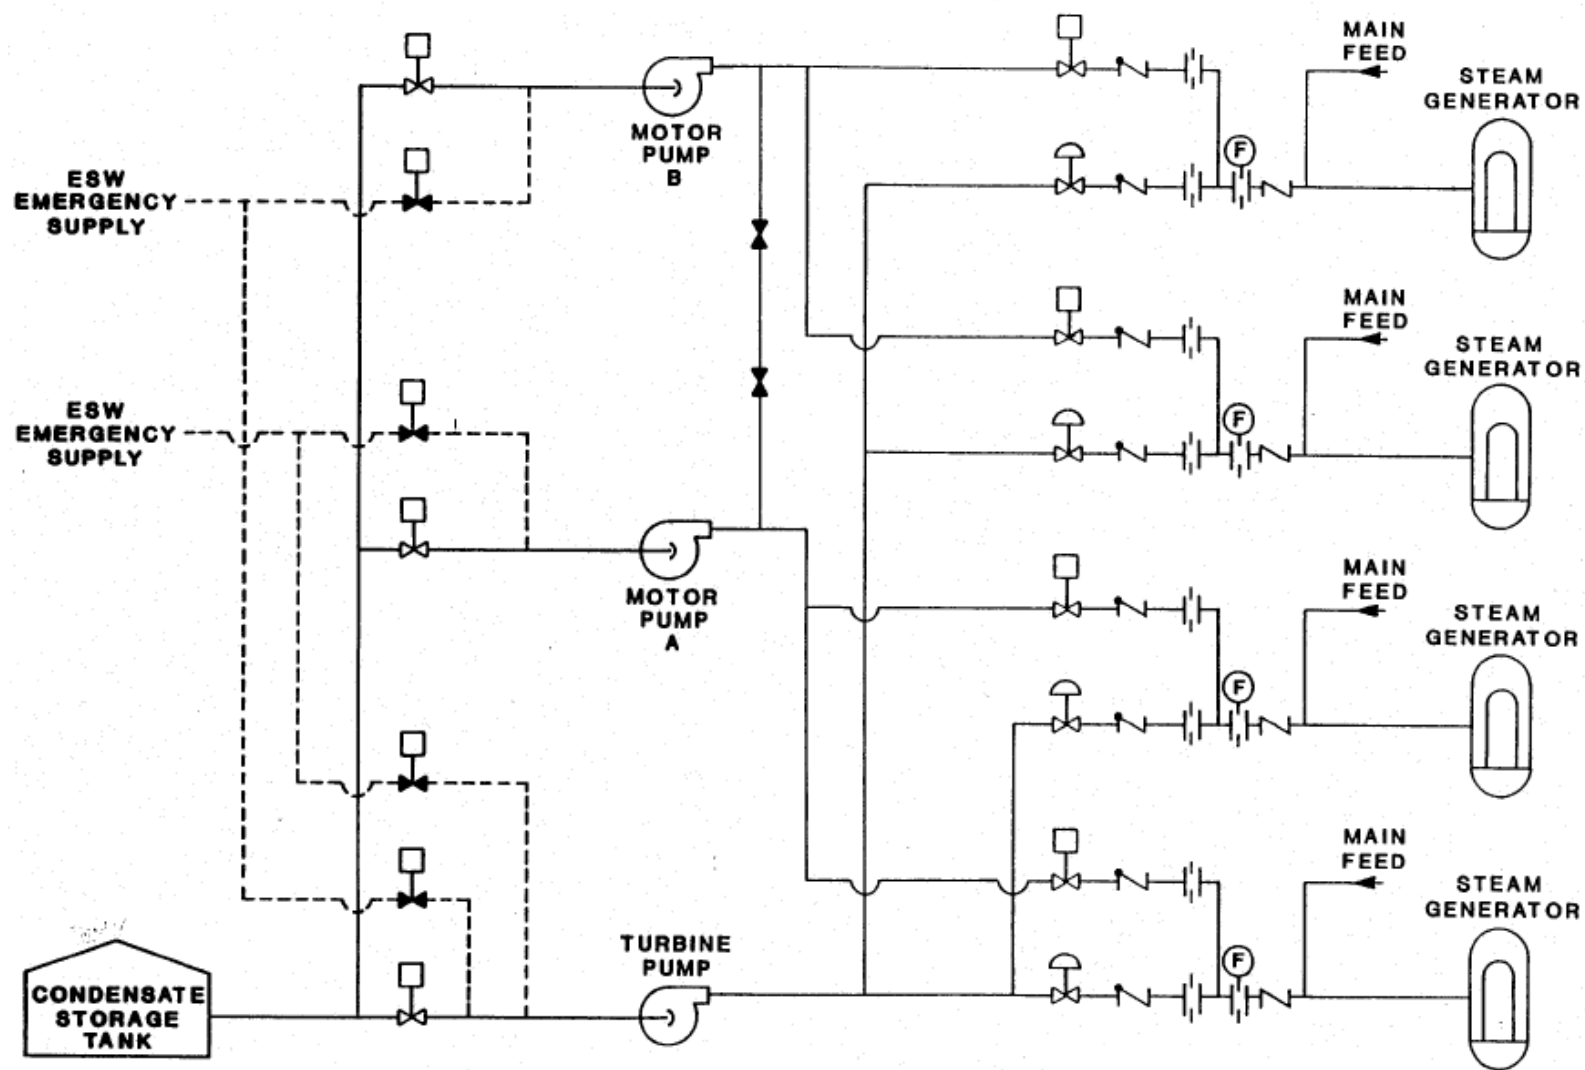 MAIN
FEED
STEAM
GENERATOR
MOTOR
PUMP
B
F
ESW
EMERGENCY
SUPPLY
MAIN
FEED
STEAM
GENERATOR
ESW
EMERGENCY
SUPPLY
F
MOTOR
PUMP
A
MAIN
FEED
STEAM
GENERATOR
F
MAIN
FEED
STEAM
GENERATOR
TURBINE
PUMP
F
CONDENSATE
STORAGE
TANK